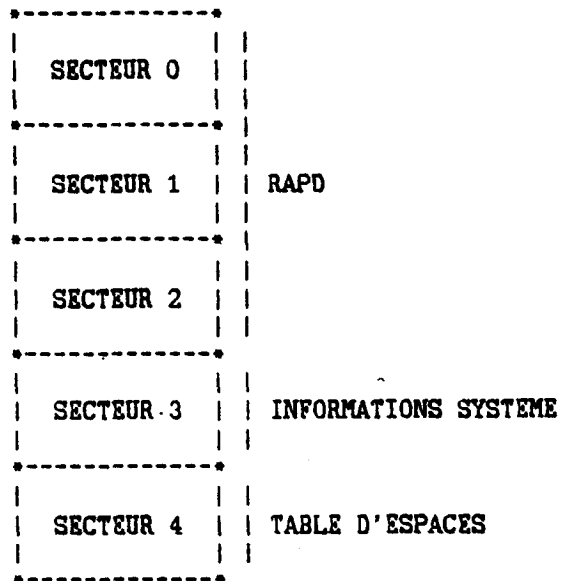 SECTEUR 0
SECTEUR 1 RAPD
SECTEUR 2
SECTEUR 3 INFORMATIONS SYSTEME
SECTEUR 4 TABLE D'ESPACES